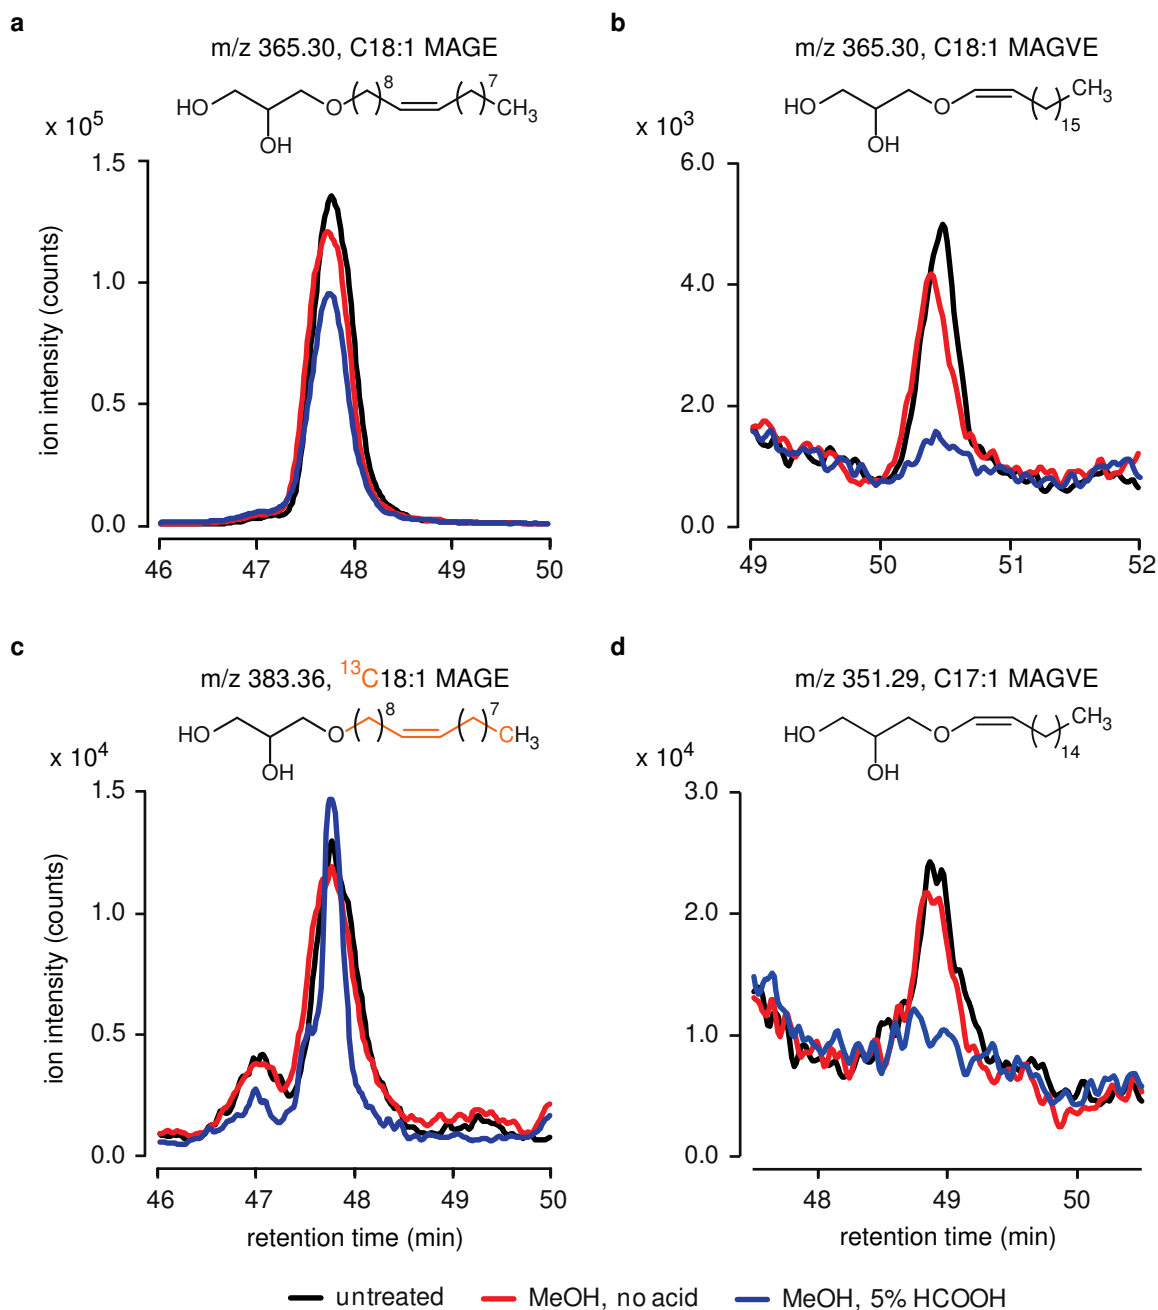 a
m/z 365.30, C18:1 MAGE
HO
OH
O
8
7
CH3
x 10^5
1.5
1.0
0.5
0.0
ion intensity (counts)
46 47 48 49 50
b
m/z 365.30, C18:1 MAGVE
HO
OH
O
15
CH3
x 10^3
6.0
4.0
2.0
0.0
49 50 51 52
c
m/z 383.36, 13C18:1 MAGE
HO
OH
O
8
7
CH3
x 10^4
1.5
1.0
0.5
0.0
ion intensity (counts)
46 47 48 49 50
retention time (min)
d
m/z 351.29, C17:1 MAGVE
HO
OH
O
14
CH3
x 10^4
3.0
2.0
1.0
0.0
48 49 50
retention time (min)
untreated MeOH, no acid MeOH, 5% HCOOH